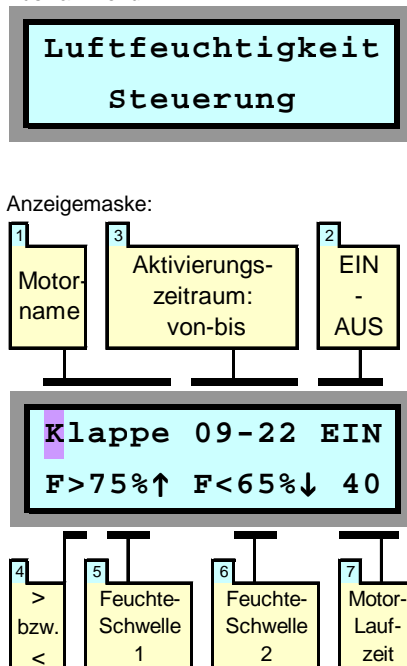 Luftfeuchtigkeit
Steuerung
Anzeigemaske:
1
3
2
Motor-
name
Aktivierungs-
zeitraum:
von-bis
EIN
-
AUS
Klappe 09-22 EIN
F>75%↑ F<65%↓ 40
4
5
6
7
>
bzw.
<
Feuchte-
Schwelle
1
Feuchte-
Schwelle
2
Motor-
Lauf-
zeit